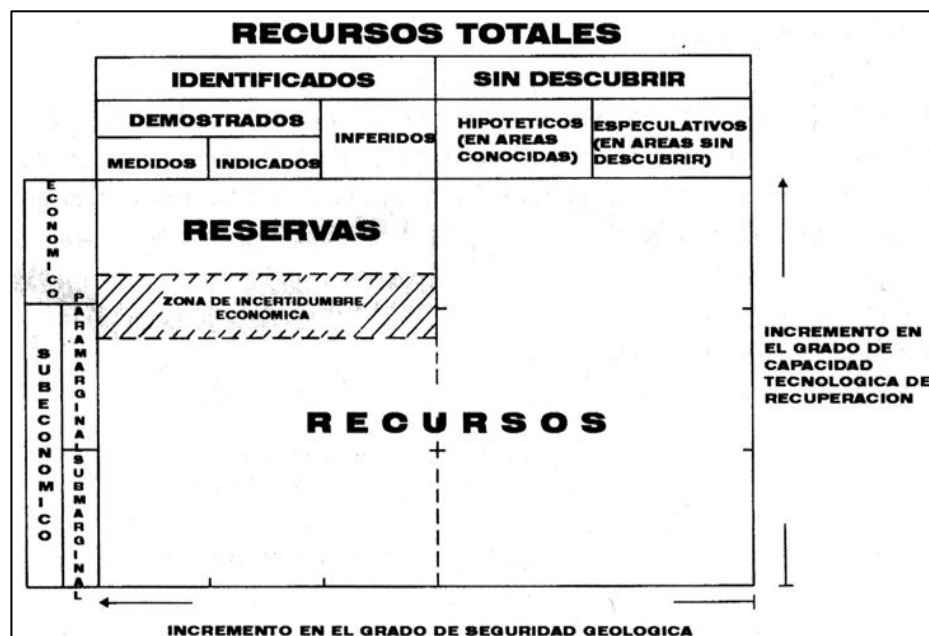 RECURSOS TOTALES
IDENTIFICADOS
SIN DESCUBRIR
DEMOSTRADOS
INFERIDOS
HIPOTETICOS
(EN AREAS
CONOCIDAS)
ESPECULATIVOS
(EN AREAS SIN
DESCUBRIR)
MEDIDOS
INDICADOS
ECONOMICO
RESERVAS
ZONA DE INCERTIDUMBRE
ECONOMICA
SUBECONOMICO
PARAMARGINAL
SUBMARGINAL
RECURSOS
INCREMENTO EN
EL GRADO DE
CAPACIDAD
TECNOLOGICA DE
RECUPERACION
INCREMENTO EN EL GRADO DE SEGURIDAD GEOLOGICA